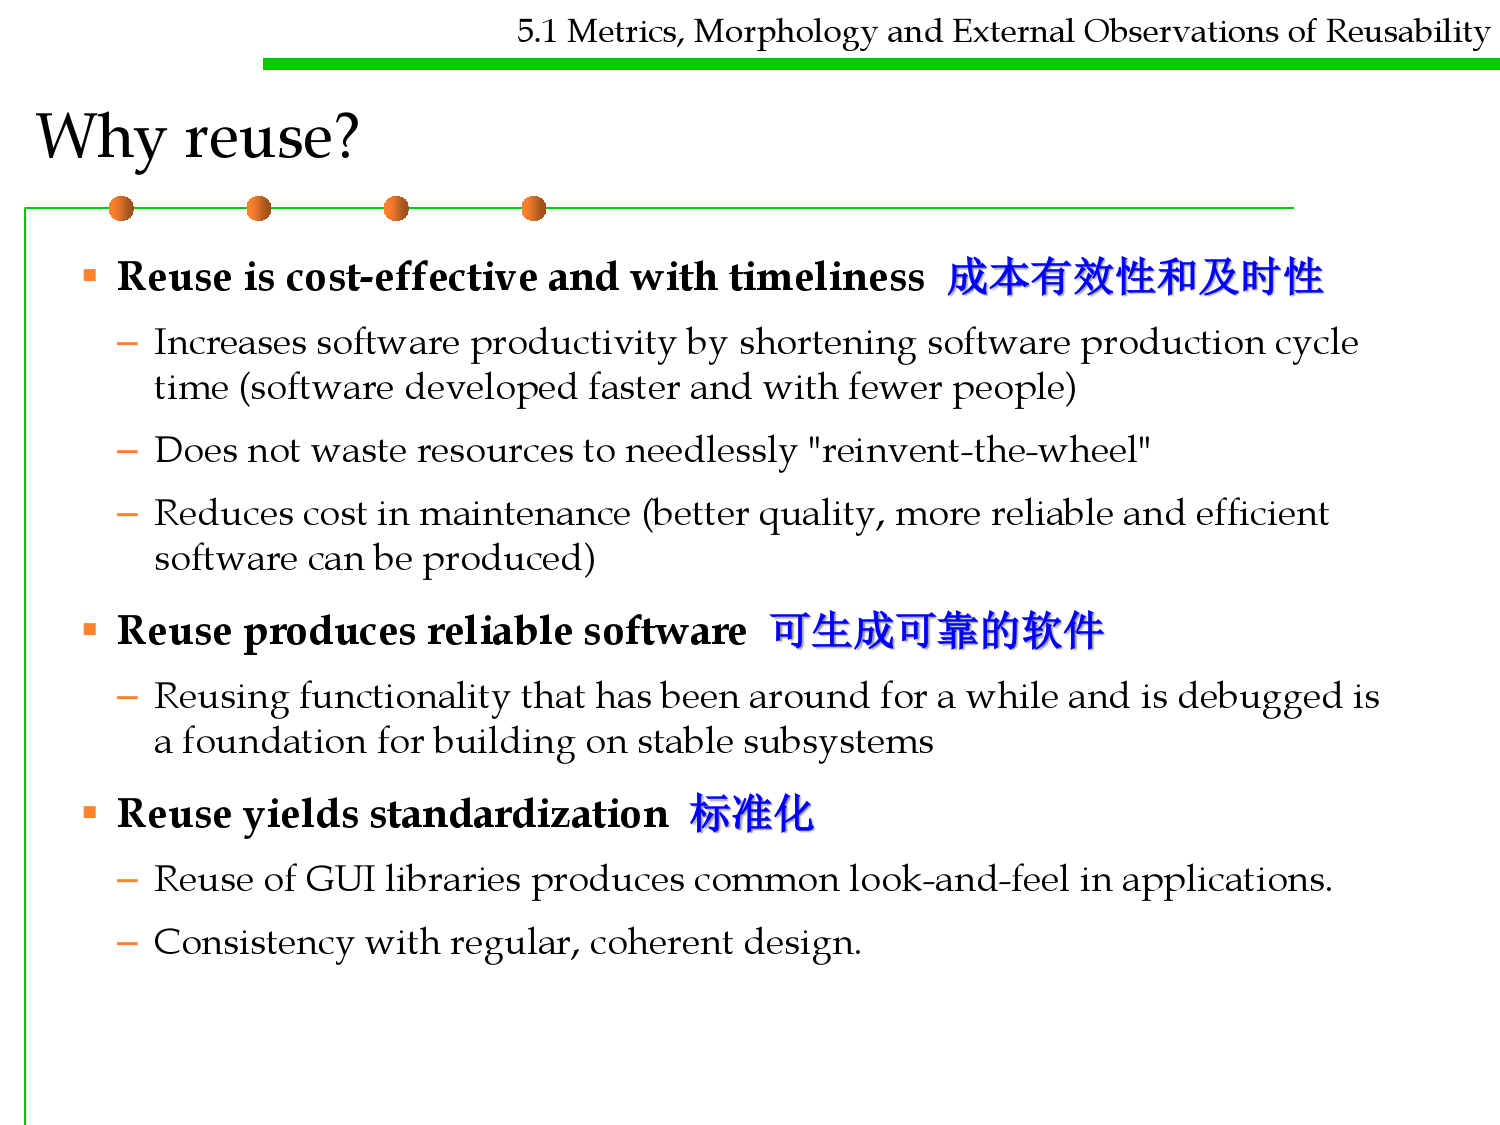 5.1 Metrics, Morphology and External Observations of Reusability
Why reuse?
Reuse is cost-effective and with timeliness 成本有效性和及时性
– Increases software productivity by shortening software production cycle
time (software developed faster and with fewer people)
– Does not waste resources to needlessly "reinvent-the-wheel"
– Reduces cost in maintenance (better quality, more reliable and efficient
software can be produced)
Reuse produces reliable software 可生成可靠的软件
– Reusing functionality that has been around for a while and is debugged is
a foundation for building on stable subsystems
Reuse yields standardization 标准化
– Reuse of GUI libraries produces common look-and-feel in applications.
– Consistency with regular, coherent design.